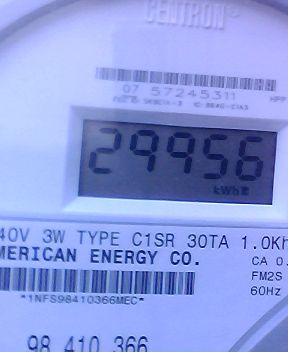 CENTRON®
07 57245311
29956
kWh
40V 3W TYPE C1SR 30TA 1.0Kh
MERICAN ENERGY CO.
CA 0.
FM2S
60Hz
*1NFS98410366MEC*
98 410 366